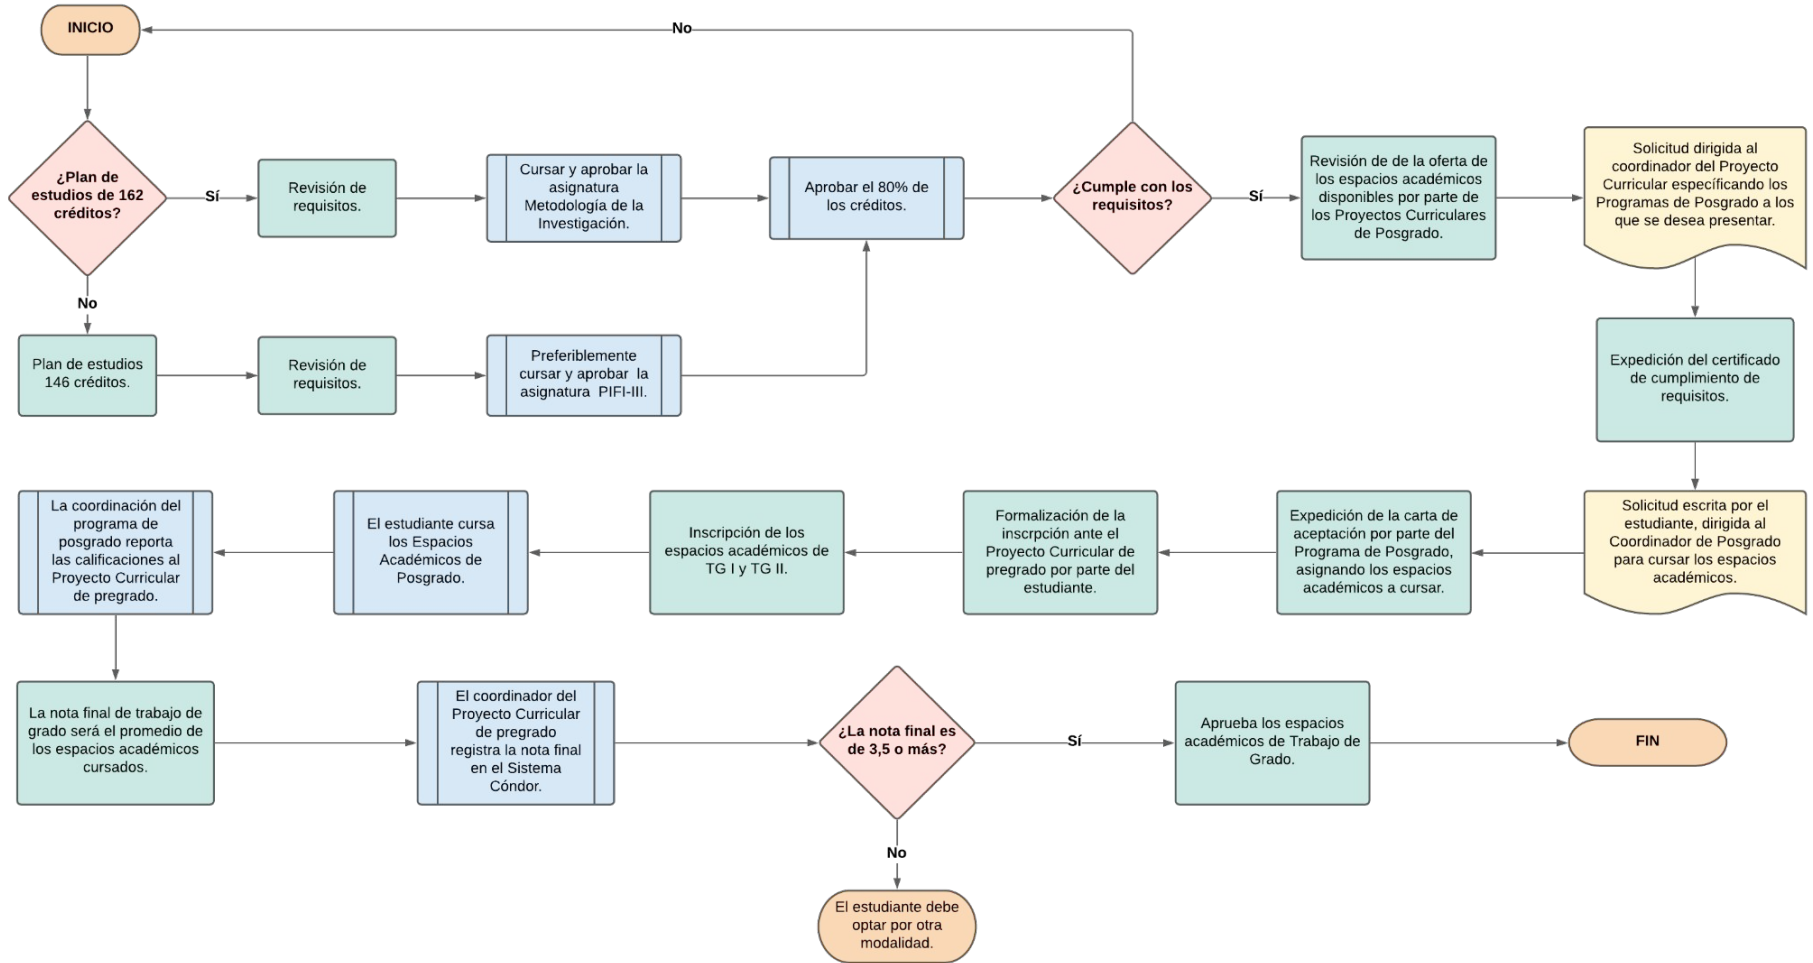 INICIO
No
¿Plan de
estudios de 162
créditos?
Sí
Revisión de
requisitos.
Cursar y aprobar la
asignatura
Metodología de la
Investigación.
Aprobar el 80% de
los créditos.
¿Cumple con los
requisitos?
Sí
Revisión de de la oferta de
los espacios académicos
disponibles por parte de
los Proyectos Curriculares
de Posgrado.
Solicitud dirigida al
coordinador del Proyecto
Curricular específicando los
Programas de Posgrado a los
que se desea presentar.
No
Plan de estudios
146 créditos.
Revisión de
requisitos.
Preferiblemente
cursar y aprobar la
asignatura PIFI-III.
Expedición del certificado
de cumplimiento de
requisitos.
Solicitud escrita por el
estudiante, dirigida al
Coordinador de Posgrado
para cursar los espacios
académicos.
Expedición de la carta de
aceptación por parte del
Programa de Posgrado,
asignando los espacios
académicos a cursar.
Formalización de la
inscrpción ante el
Proyecto Curricular de
pregrado por parte del
estudiante.
Inscripción de los
espacios académicos de
TG I y TG II.
El estudiante cursa
los Espacios
Académicos de
Posgrado.
La coordinación del
programa de
posgrado reporta
las calificaciones al
Proyecto Curricular
de pregrado.
La nota final de trabajo de
grado será el promedio de
los espacios académicos
cursados.
El coordinador del
Proyecto Curricular
de pregrado
registra la nota final
en el Sistema
Cóndor.
¿La nota final es
de 3,5 o más?
Sí
Aprueba los espacios
académicos de Trabajo de
Grado.
FIN
No
El estudiante debe
optar por otra
modalidad.